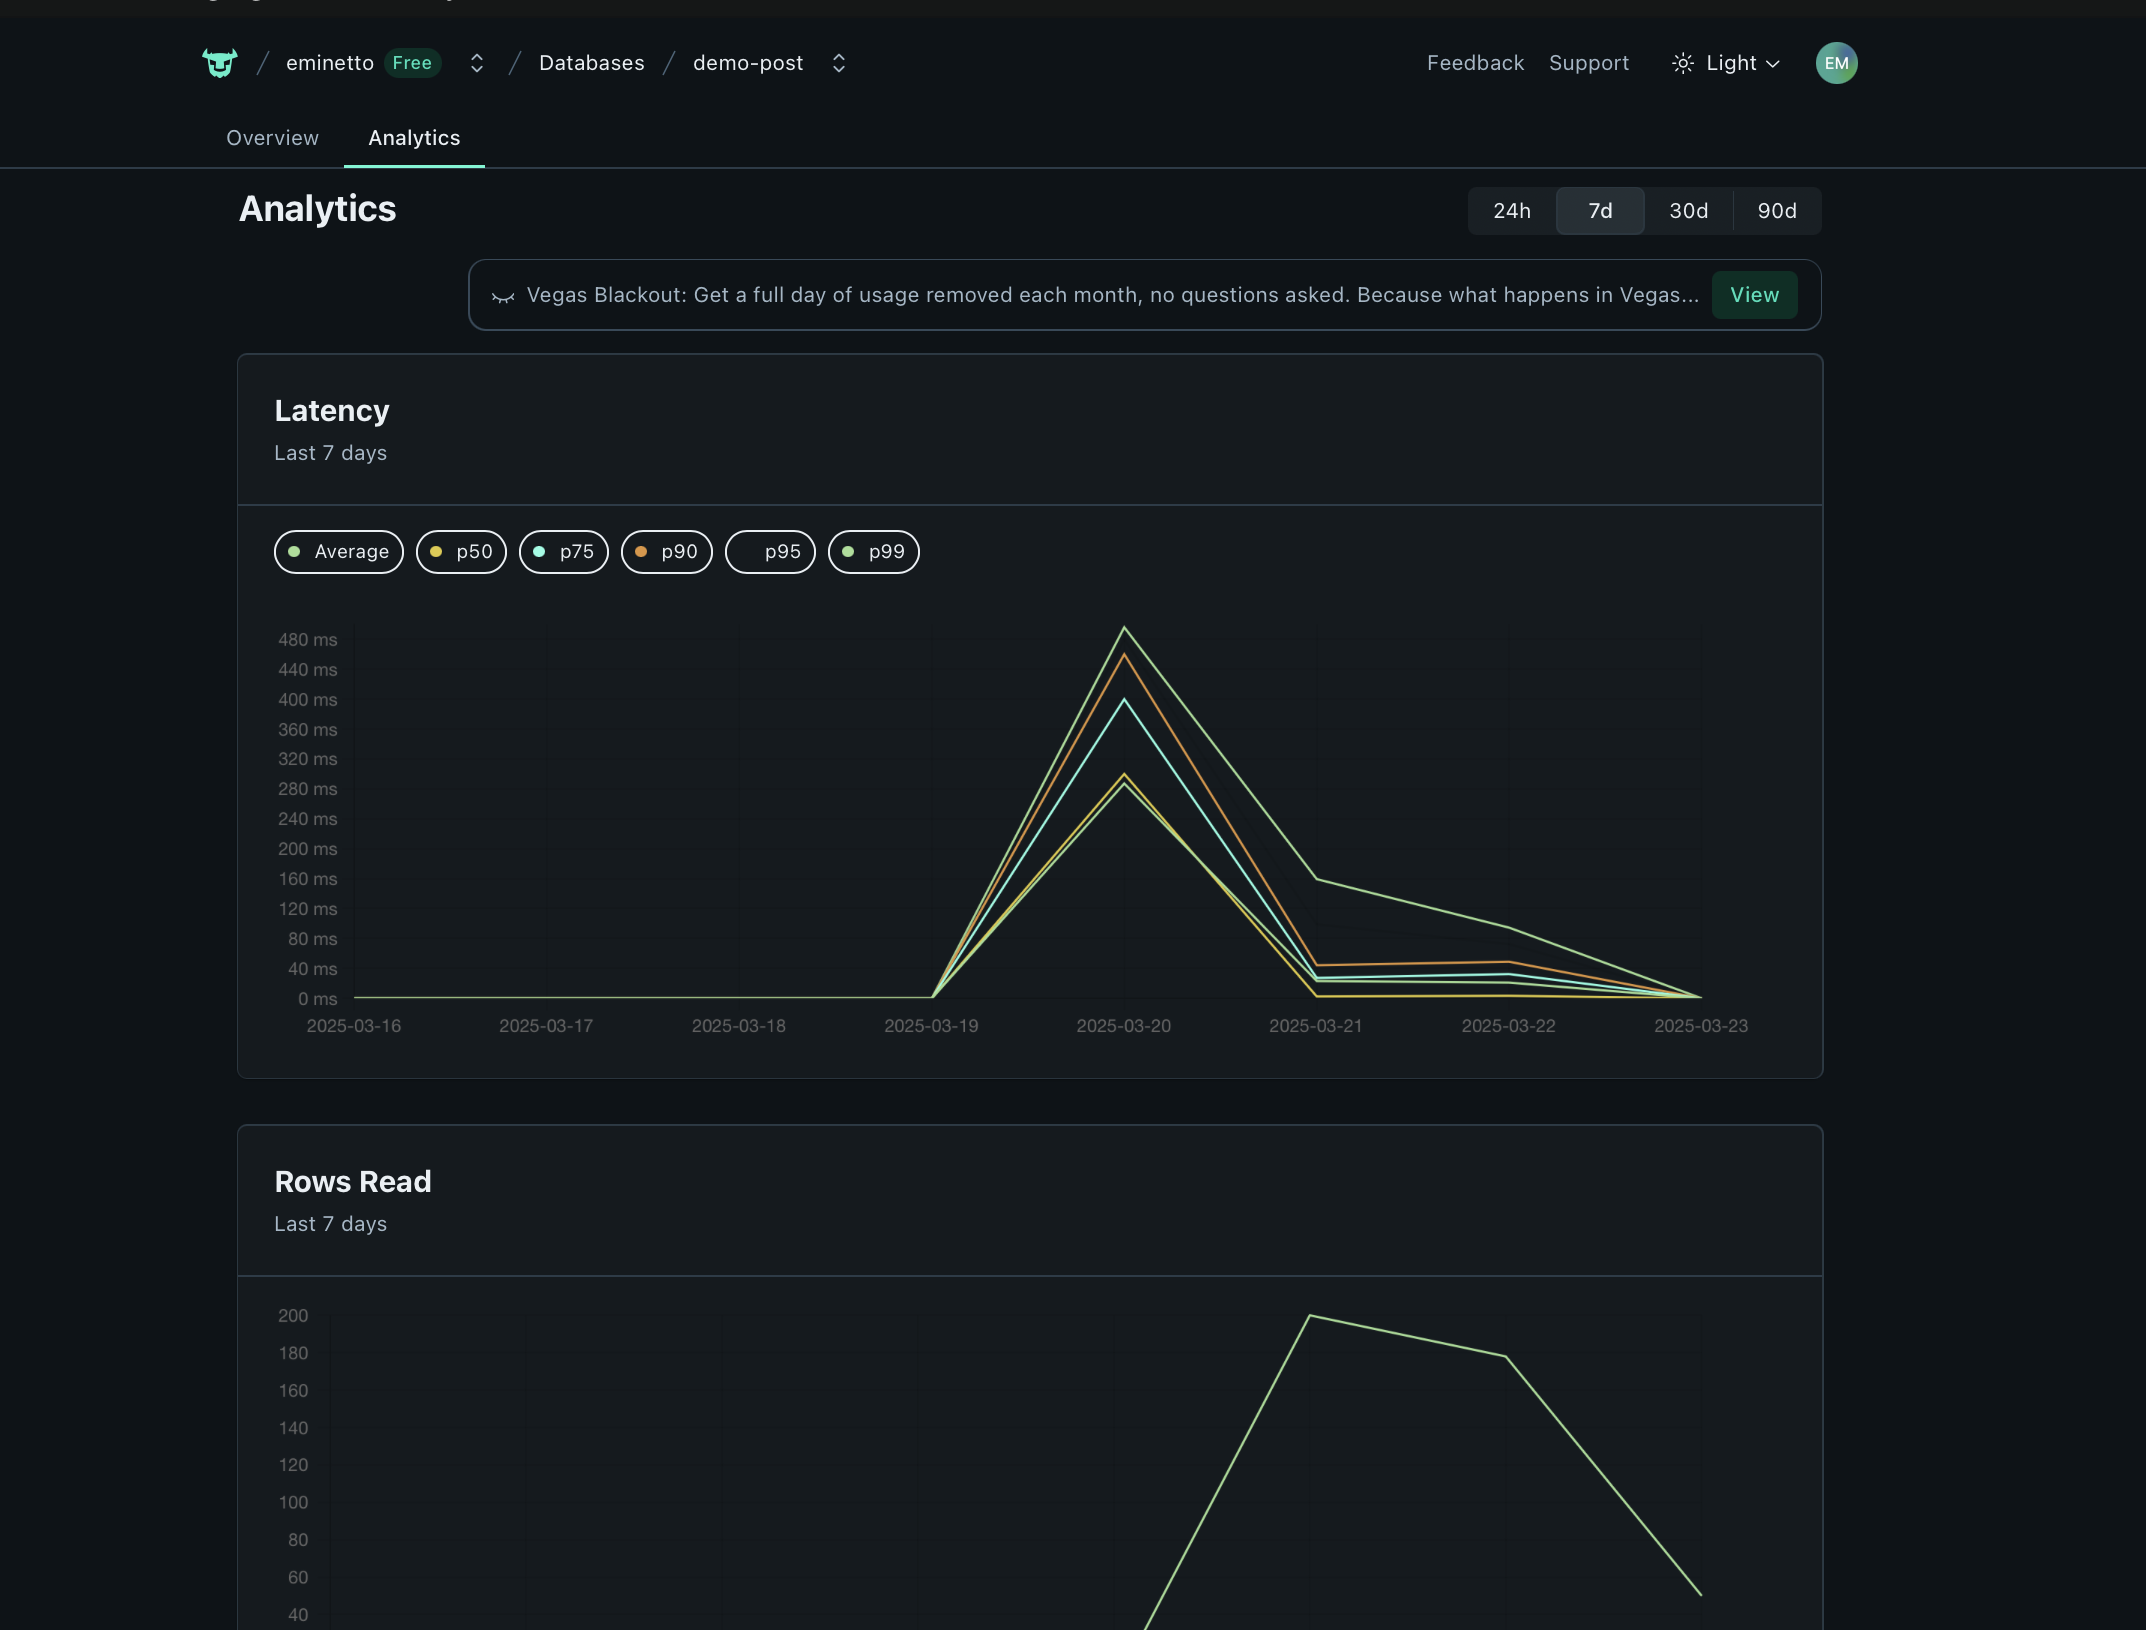 / eminetto Free / Databases / demo-post Feedback Support Light EM
Overview Analytics
Analytics 24h 7d 30d 90d
Vegas Blackout: Get a full day of usage removed each month, no questions asked. Because what happens in Vegas... View
Latency
Last 7 days
Average p50 p75 p90 p95 p99
480 ms
440 ms
400 ms
360 ms
320 ms
280 ms
240 ms
200 ms
160 ms
120 ms
80 ms
40 ms
0 ms
2025-03-16 2025-03-17 2025-03-18 2025-03-19 2025-03-20 2025-03-21 2025-03-22 2025-03-23
Rows Read
Last 7 days
200
180
160
140
120
100
80
60
40